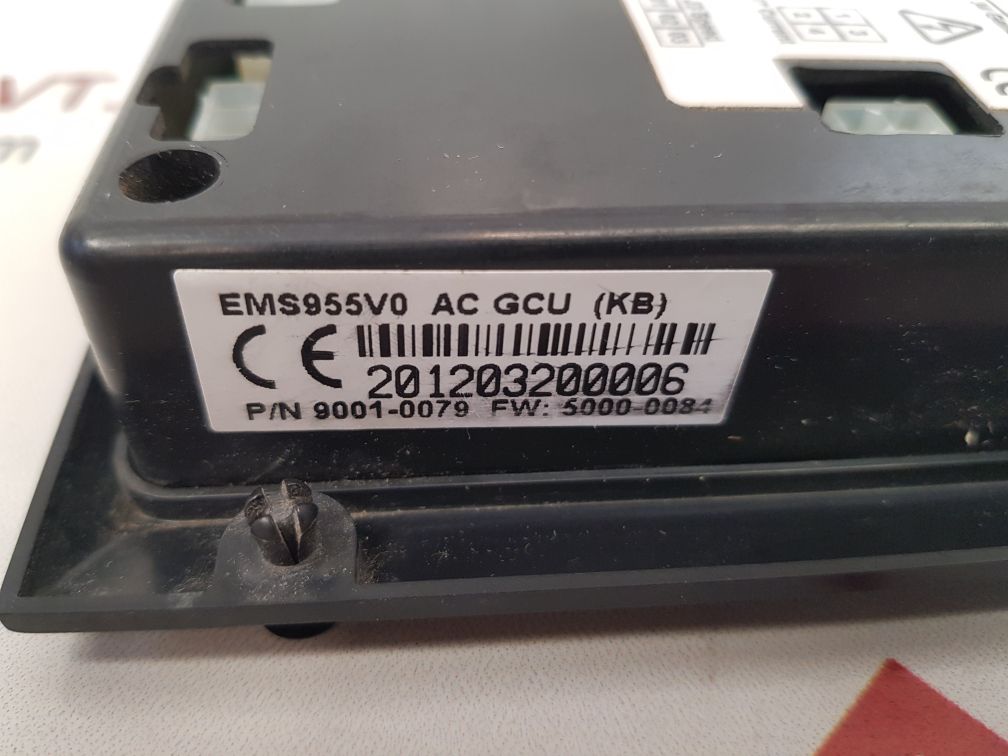 EMS955V0 AC GCU (KB)
CE
201203200006
P/N 9001-0079 FW: 5000-0084